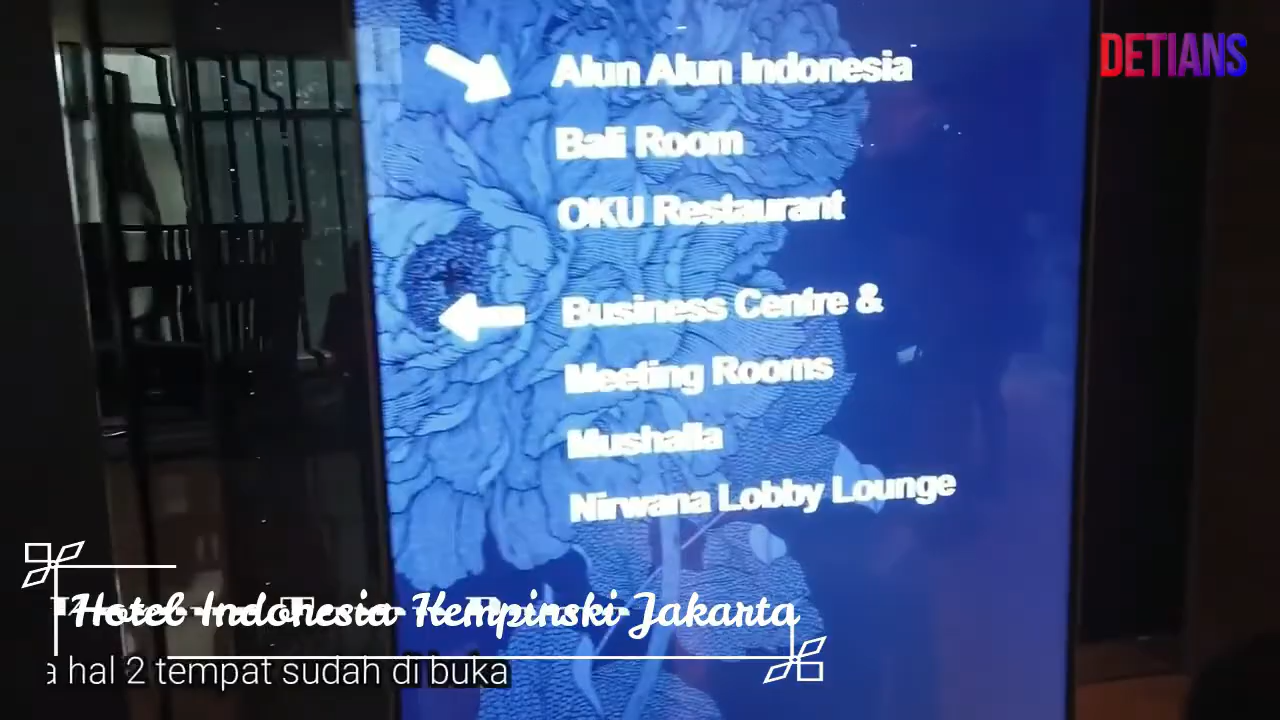 DETIANS
Alun Alun Indonesia
Bali Room
OKU Restaurant
Business Centre &
Meeting Rooms
Mushalla
Nirwana Lobby Lounge
Hotel Indonesia Kempinski Jakarta
a hal 2 tempat sudah di buka